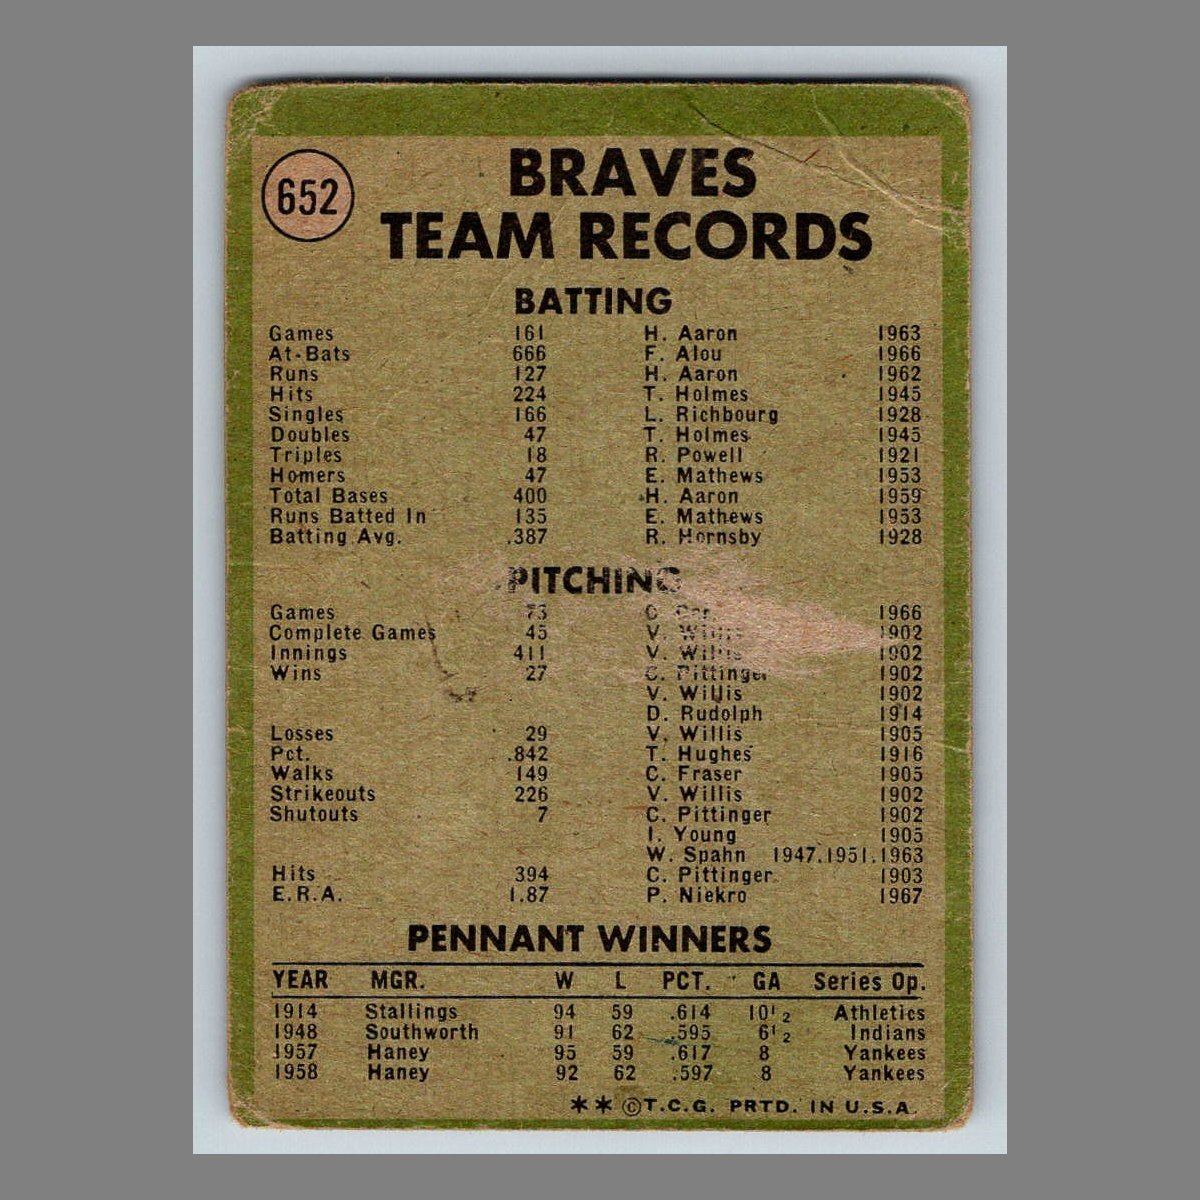 652
BRAVES
TEAM RECORDS
BATTING
Games 161 H. Aaron 1963
At-Bats 666 F. Alou 1966
Runs 127 H. Aaron 1962
Hits 224 T. Holmes 1945
Singles 166 L. Richbourg 1928
Doubles 47 T. Holmes 1945
Triples 18 R. Powell 1921
Homers 47 E. Mathews 1953
Total Bases 400 H. Aaron 1959
Runs Batted In 135 E. Mathews 1953
Batting Avg. .387 R. Hornsby 1928
PITCHING
Games 73 C. 1966
Complete Games 45 V. Willis 1902
Innings 411 V. Willis 1902
Wins 27 C. Pittinger 1902
V. Willis 1902
D. Rudolph 1914
Losses 29 V. Willis 1905
Pct. .842 T. Hughes 1916
Walks 149 C. Fraser 1905
Strikeouts 226 V. Willis 1902
Shutouts 7 C. Pittinger 1902
I. Young 1905
W. Spahn 1947.1951.1963
Hits 394 C. Pittinger 1903
E.R.A. 1.87 P. Niekro 1967
PENNANT WINNERS
YEAR MGR. W L PCT. GA Series Op.
1914 Stallings 94 59 .614 10½ Athletics
1948 Southworth 91 62 .595 6½ Indians
1957 Haney 95 59 .617 8 Yankees
1958 Haney 92 62 .597 8 Yankees
** ©T.C.G. PRTD. IN U.S.A.